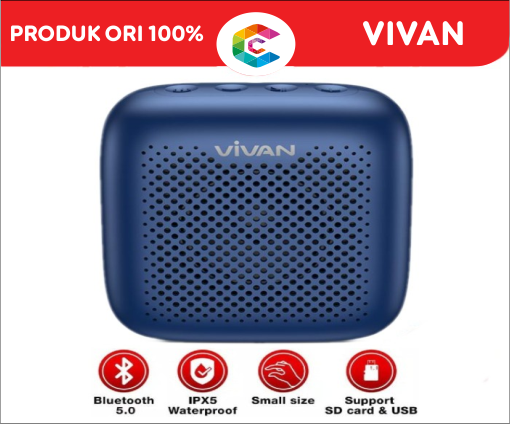 PRODUK ORI 100%
C
VIVAN
ViVAN
Bluetooth
5.0
IPX5
Waterproof
Small size
Support
SD card & USB